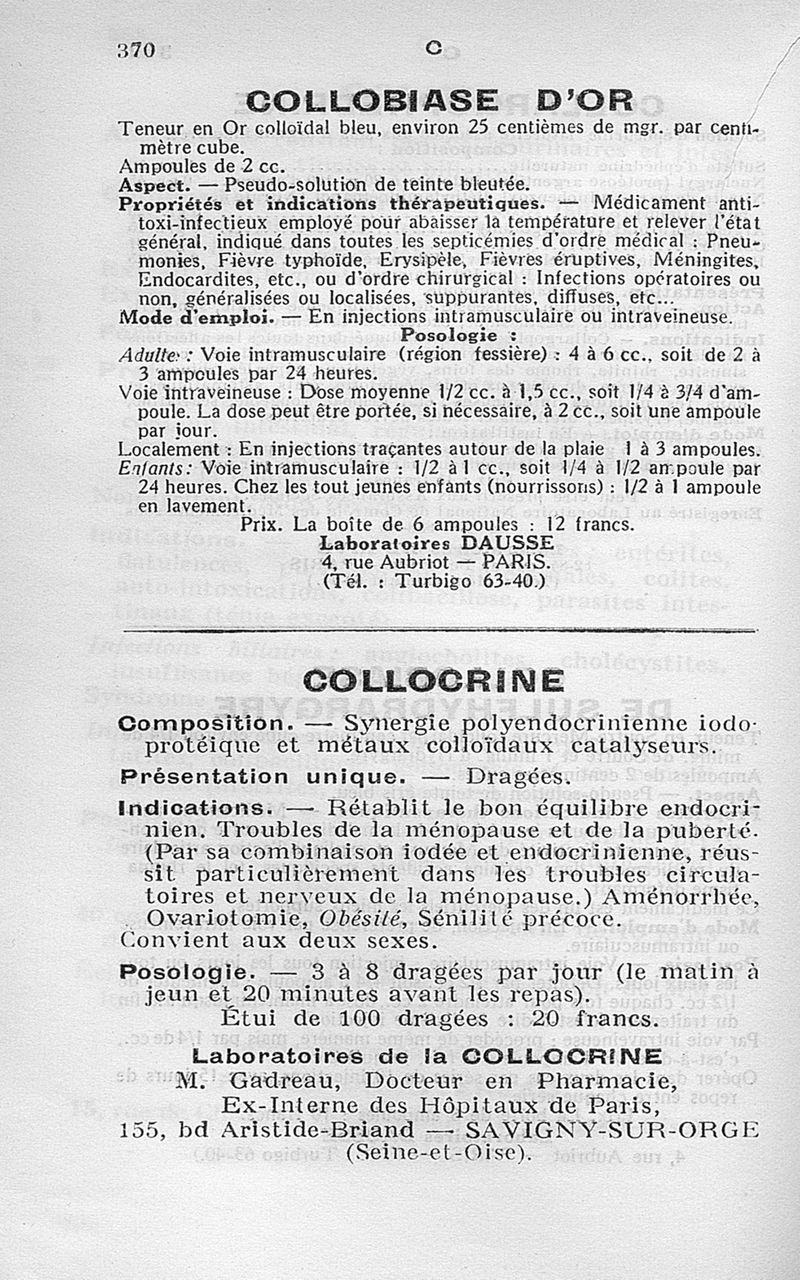 370
C
COLLOBIASE D'OR
Teneur en Or colloïdal bleu, environ 25 centièmes de mgr. par centi-
mètre cube.
Ampoules de 2 cc.
Aspect. — Pseudo-solution de teinte bleutée.
Propriétés et indications thérapeutiques. — Médicament anti-
toxi-infectieux employé pour abaisser la température et relever l'état
général, indiqué dans toutes les septicémies d'ordre médical : Pneu-
monies, Fièvre typhoïde, Erysipèle, Fièvres éruptives, Méningites,
Endocardites, etc., ou d'ordre chirurgical : Infections opératoires ou
non, généralisées ou localisées, suppurantes, diffuses, etc...
Mode d'emploi. — En injections intramusculaire ou intraveineuse.
Posologie :
Adulte : Voie intramusculaire (région fessière) : 4 à 6 cc., soit de 2 à
3 ampoules par 24 heures.
Voie intraveineuse : Dose moyenne 1/2 cc. à 1,5 cc., soit 1/4 à 3/4 d'am-
poule. La dose peut être portée, si nécessaire, à 2 cc., soit une ampoule
par jour.
Localement : En injections traçantes autour de la plaie 1 à 3 ampoules.
Enfants: Voie intramusculaire : 1/2 à 1 cc., soit 1/4 à 1/2 ampoule par
24 heures. Chez les tout jeunes enfants (nourrissons) : 1/2 à 1 ampoule
en lavement.
Prix. La boîte de 6 ampoules : 12 francs.
Laboratoires DAUSSE
4, rue Aubriot — PARIS.
(Tél. : Turbigo 63-40.)
COLLOCRINE
Composition. — Synergie polyendocrinienne iodo-
protéique et métaux colloïdaux catalyseurs.
Présentation unique. — Dragées.
Indications. — Rétablit le bon équilibre endocri-
nien. Troubles de la ménopause et de la puberté.
(Par sa combinaison iodée et endocrinienne, réus-
sit particulièrement dans les troubles circula-
toires et nerveux de la ménopause.) Aménorrhée,
Ovariotomie, Obésité, Sénilité précoce.
Convient aux deux sexes.
Posologie. — 3 à 8 dragées par jour (le matin à
jeun et 20 minutes avant les repas).
Étui de 100 dragées : 20 francs.
Laboratoires de la COLLOCRINE
M. Gadreau, Docteur en Pharmacie,
Ex-Interne des Hôpitaux de Paris,
155, bd Aristide-Briand — SAVIGNY-SUR-ORGE
(Seine-et-Oise).